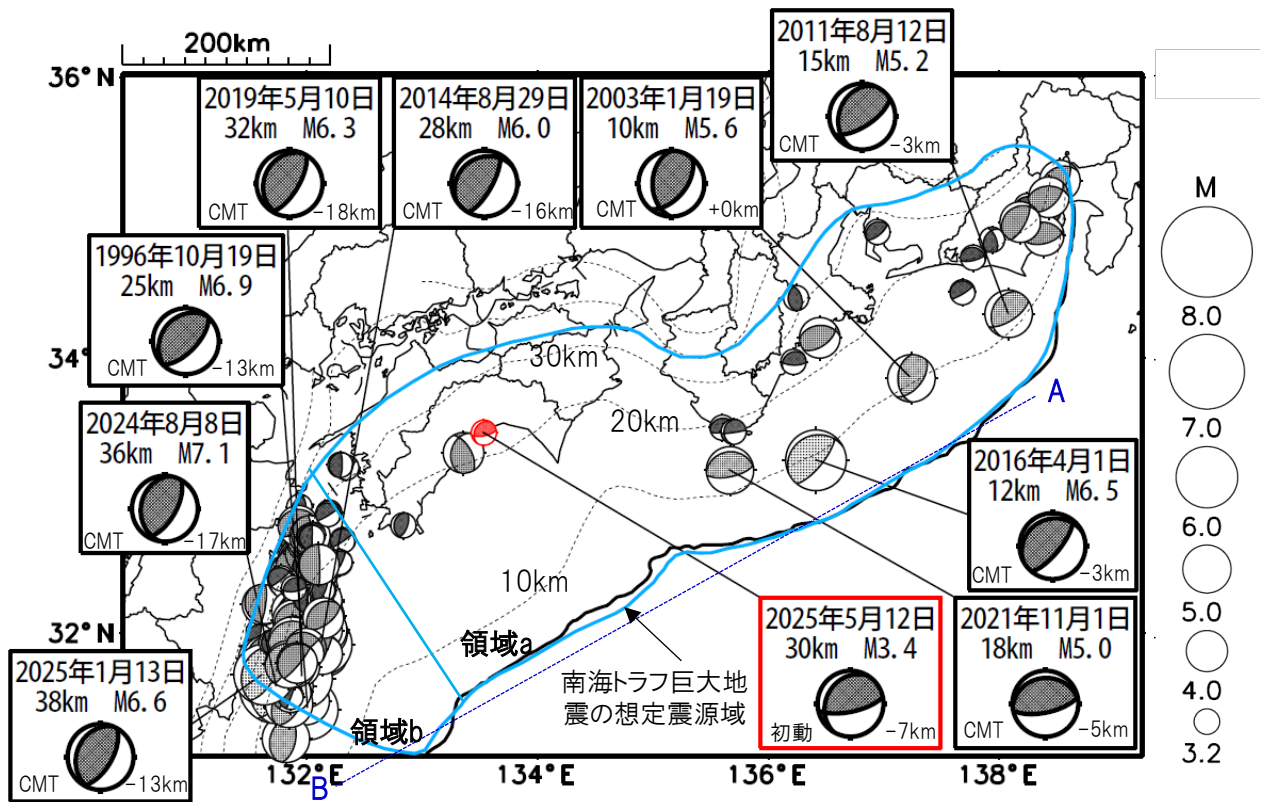 200km
36°N
34°
32°N
132°E
134°E
136°E
138°E
2011年8月12日
15km M5.2
CMT
-3km
2019年5月10日
32km M6.3
CMT
-18km
2014年8月29日
28km M6.0
CMT
-16km
2003年1月19日
10km M5.6
CMT
+0km
1996年10月19日
25km M6.9
CMT
-13km
2024年8月8日
36km M7.1
CMT
-17km
2025年1月13日
38km M6.6
CMT
-13km
2016年4月1日
12km M6.5
CMT
-3km
2025年5月12日
30km M3.4
初動
-7km
2021年11月1日
18km M5.0
CMT
-5km
30km
20km
10km
A
B
領域a
領域b
南海トラフ巨大地
震の想定震源域
M
8.0
7.0
6.0
5.0
4.0
3.2